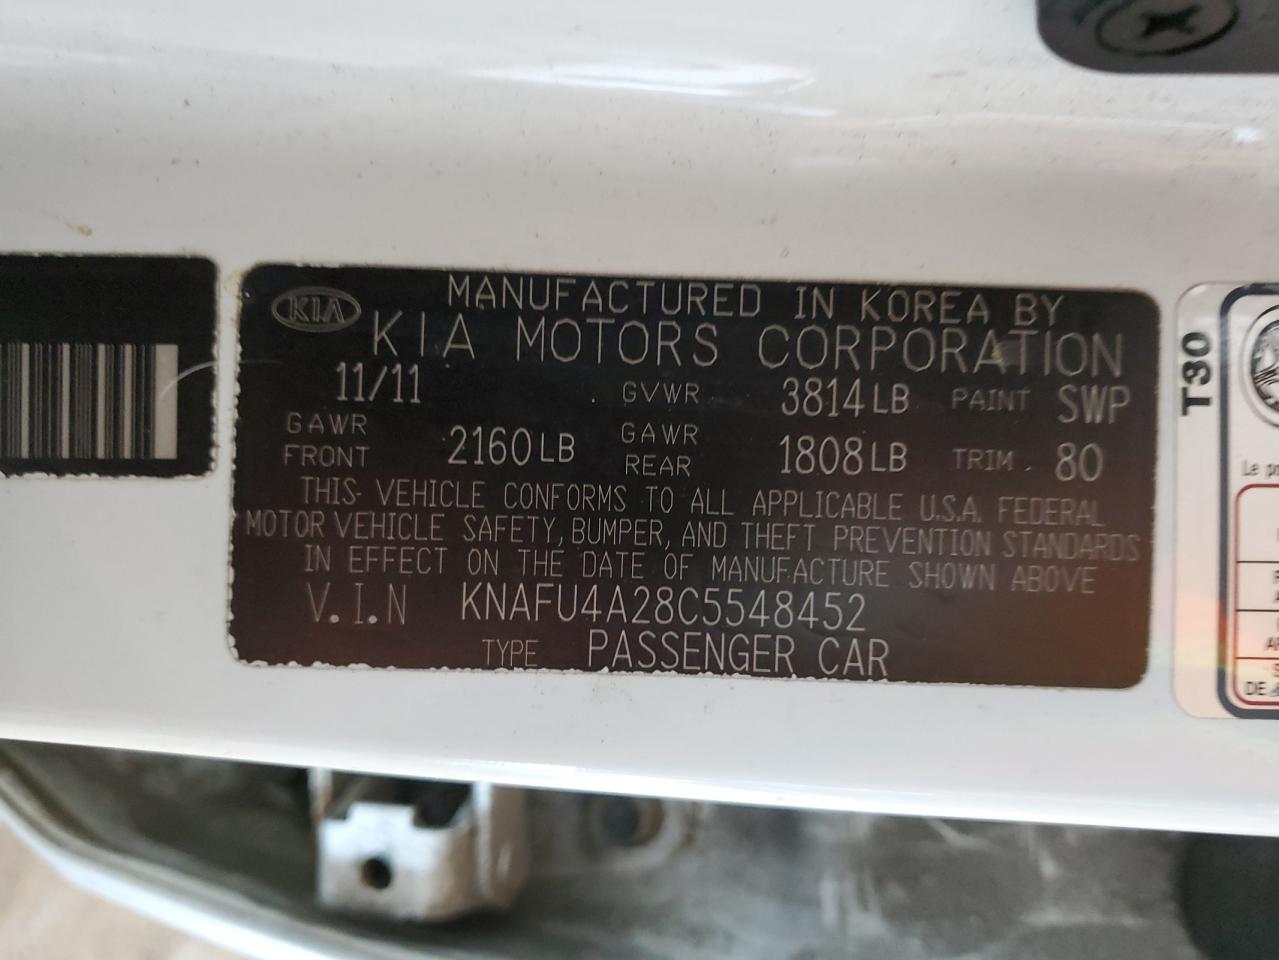 KIA
MANUFACTURED IN KOREA BY
KIA MOTORS CORPORATION
11/11 GVWR 3814LB PAINT SWP
GAWR FRONT 2160LB GAWR REAR 1808LB TRIM 80
THIS VEHICLE CONFORMS TO ALL APPLICABLE U.S.A. FEDERAL
MOTOR VEHICLE SAFETY, BUMPER, AND THEFT PREVENTION STANDARDS
IN EFFECT ON THE DATE OF MANUFACTURE SHOWN ABOVE
V.I.N KNAFU4A28C5548452
TYPE PASSENGER CAR
T30
Le
DE